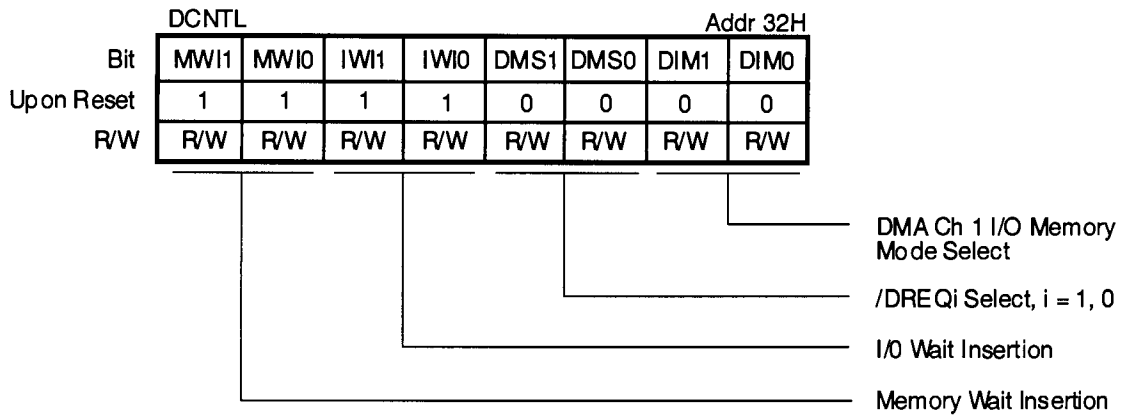 DCNTL Addr 32H
Bit MWI1 MWI0 IWI1 IWI0 DMS1 DMS0 DIM1 DIM0
Upon Reset 1 1 1 1 0 0 0 0
R/W R/W R/W R/W R/W R/W R/W R/W R/W
DMA Ch 1 I/O Memory
Mode Select
/DREQi Select, i = 1, 0
I/0 Wait Insertion
Memory Wait Insertion